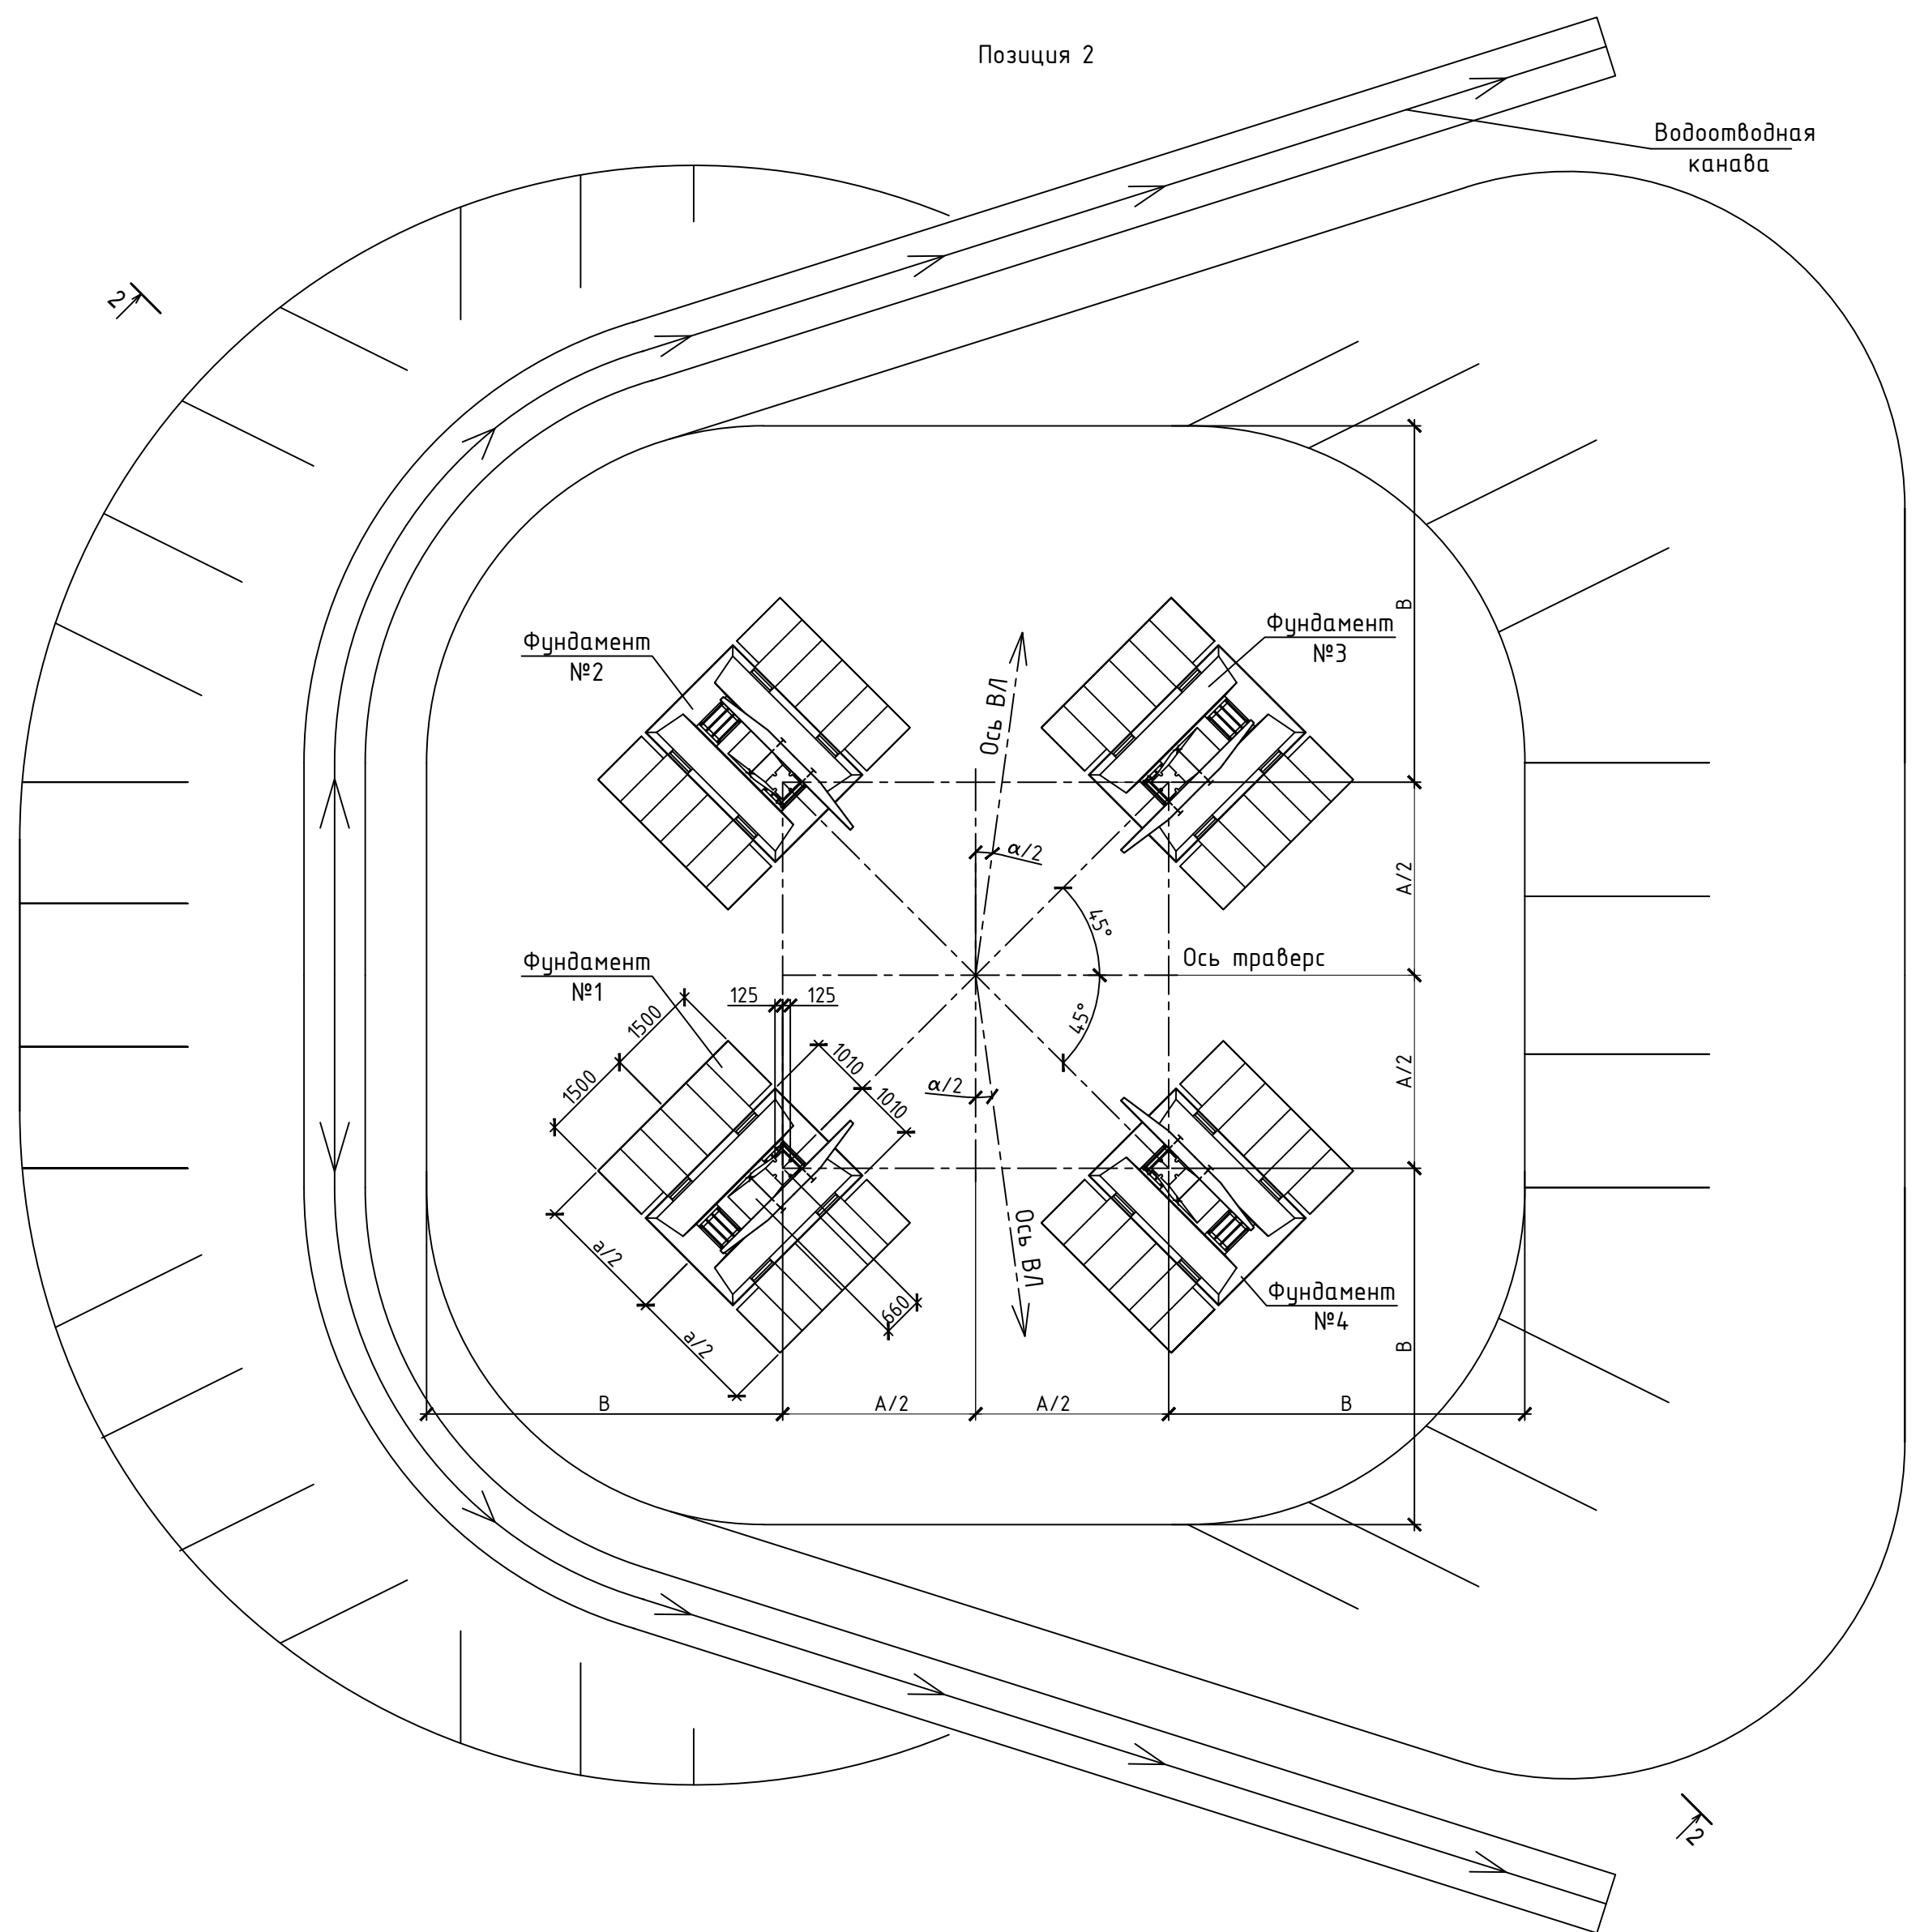 Позиция 2
Водоотводная
канава
2
Фундамент
№2
Фундамент
№3
Ось ВЛ
В
α/2
А/2
45°
Ось траверс
45°
Фундамент
№1
125
125
1500
1500
1010
1010
α/2
А/2
Ось ВЛ
а/2
а/2
660
Фундамент
№4
В
В
А/2
А/2
В
2